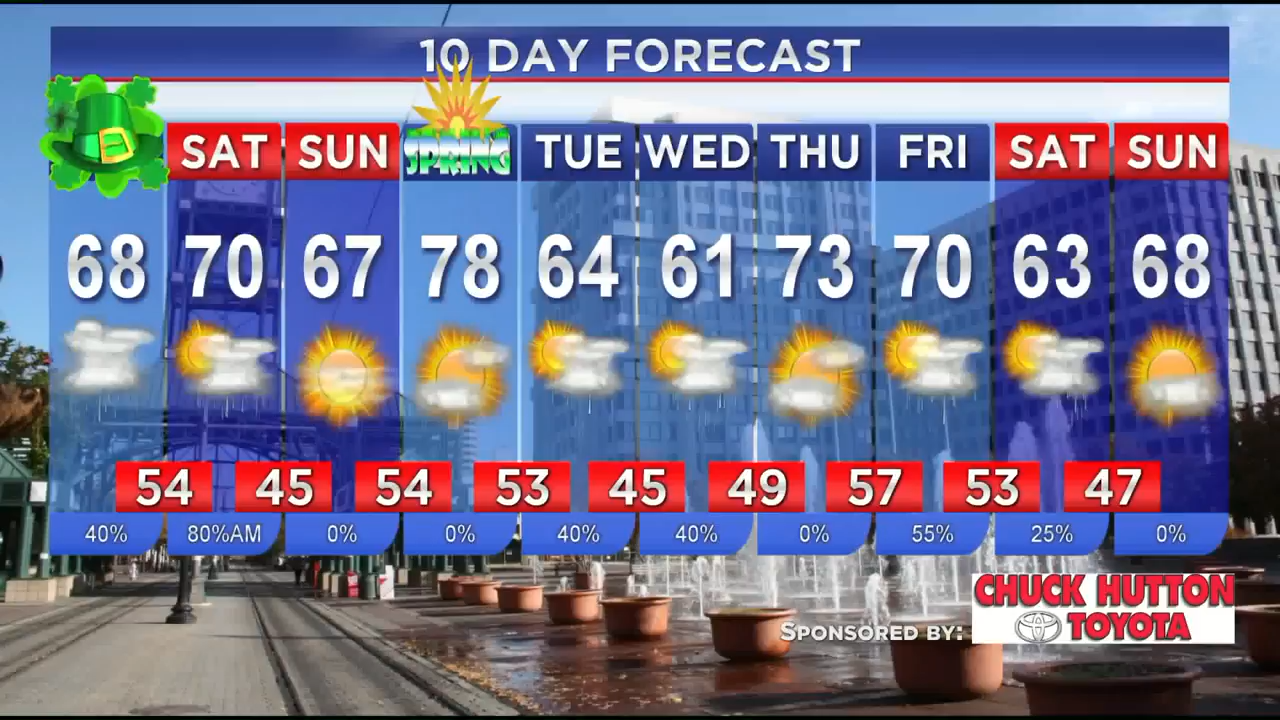 10 DAY FORECAST
SAT SUN SPRING TUE WED THU FRI SAT SUN
68 70 67 78 64 61 73 70 63 68
54 45 54 53 45 49 57 53 47
40% 80%AM 0% 0% 40% 40% 0% 55% 25% 0%
SPONSORED BY:
CHUCK HUTTON
TOYOTA